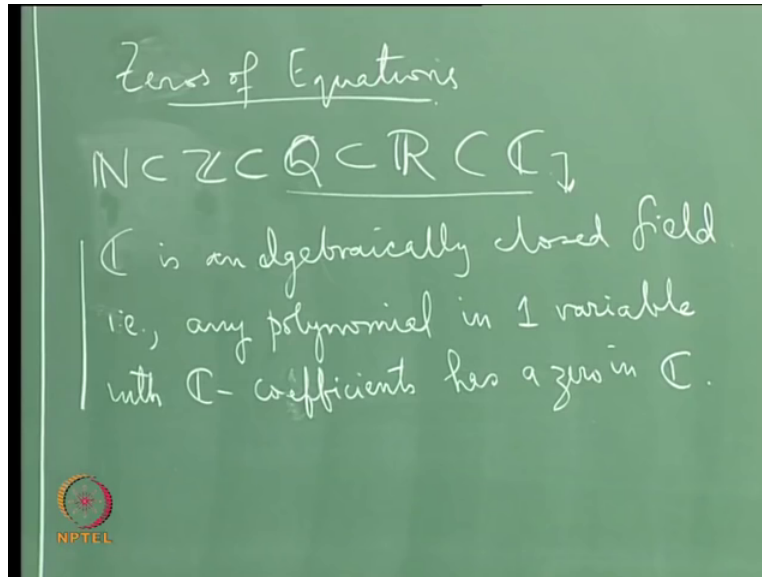 Zeros of Equations
ℕ ⊂ ℤ ⊂ ℚ ⊂ ℝ ⊂ ℂ
ℂ is an algebraically closed field
i.e., any polynomial in 1 variable
with ℂ- coefficients has a zero in ℂ.
NPTEL